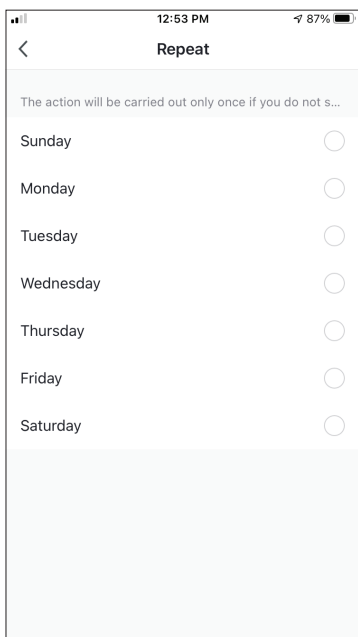 12:53 PM 87%
Repeat
The action will be carried out only once if you do not s...
Sunday
Monday
Tuesday
Wednesday
Thursday
Friday
Saturday